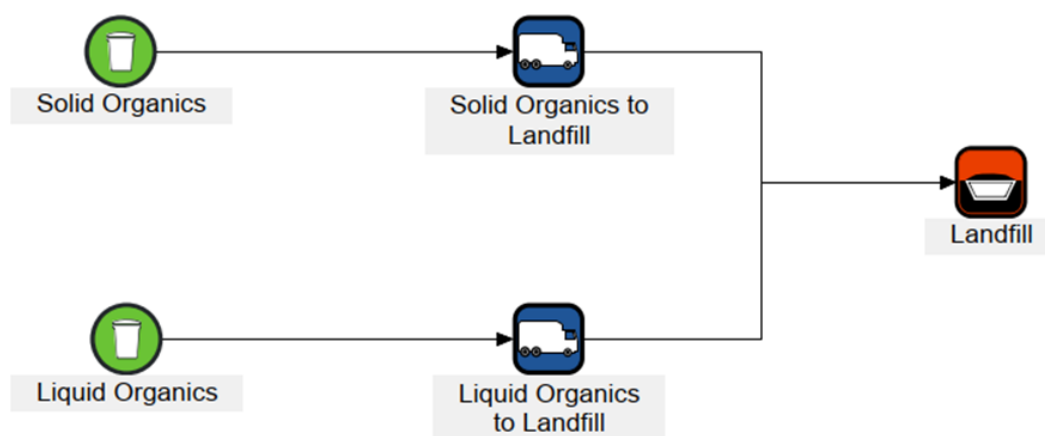 Solid Organics
Solid Organics to
Landfill
Landfill
Liquid Organics
Liquid Organics
to Landfill